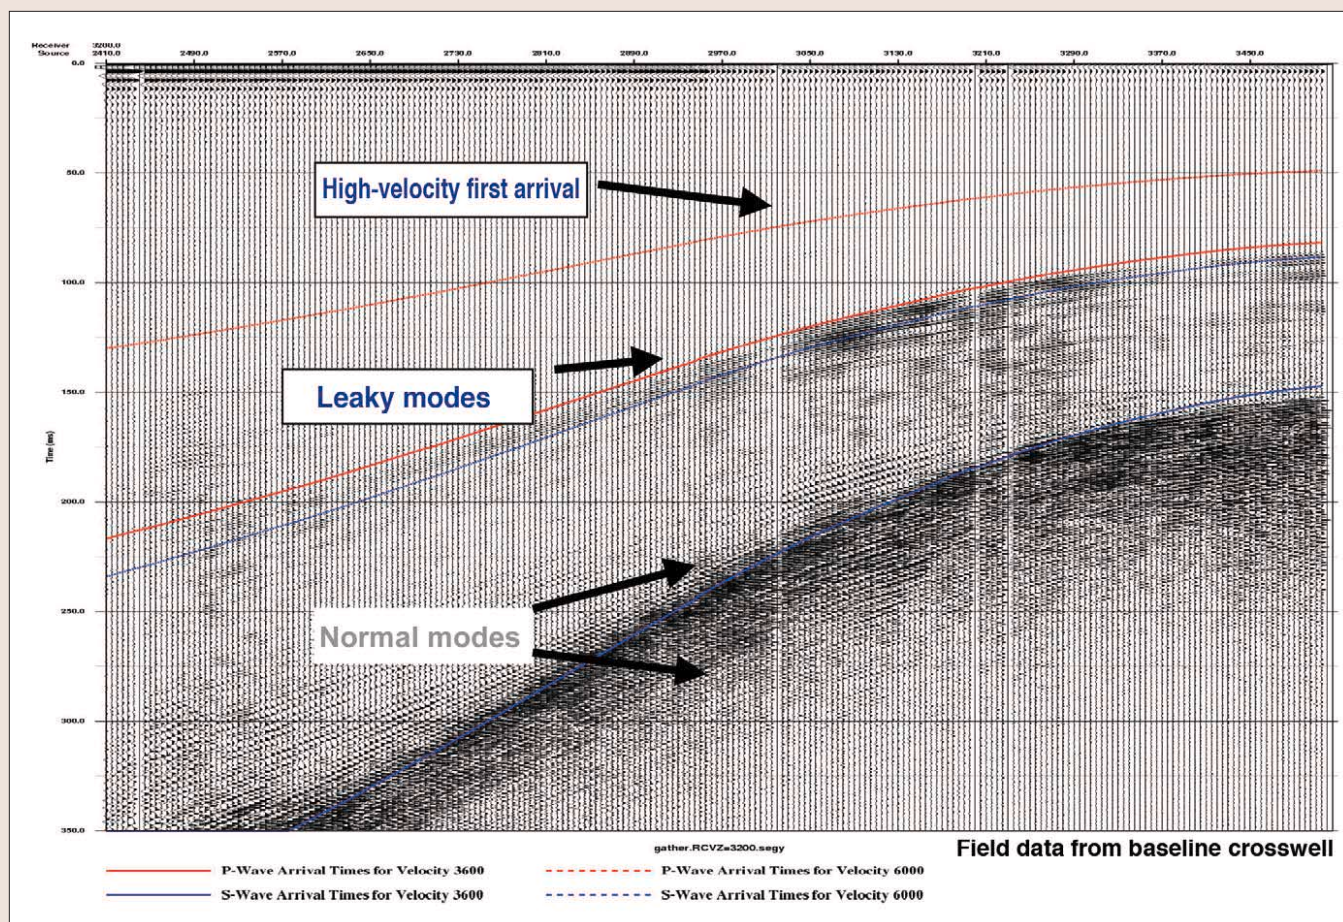 Receiver 3200.0
Source 2410.0 2490.0 2570.0 2650.0 2730.0 2810.0 2890.0 2970.0 3050.0 3130.0 3210.0 3290.0 3370.0 3450.0
0.0
50.0
High-velocity first arrival
100.0
Leaky modes
150.0
Time (ms)
200.0
250.0
Normal modes
300.0
350.0
gather.RCVZ=3200.segy
Field data from baseline crosswell
P-Wave Arrival Times for Velocity 3600
P-Wave Arrival Times for Velocity 6000
S-Wave Arrival Times for Velocity 3600
S-Wave Arrival Times for Velocity 6000